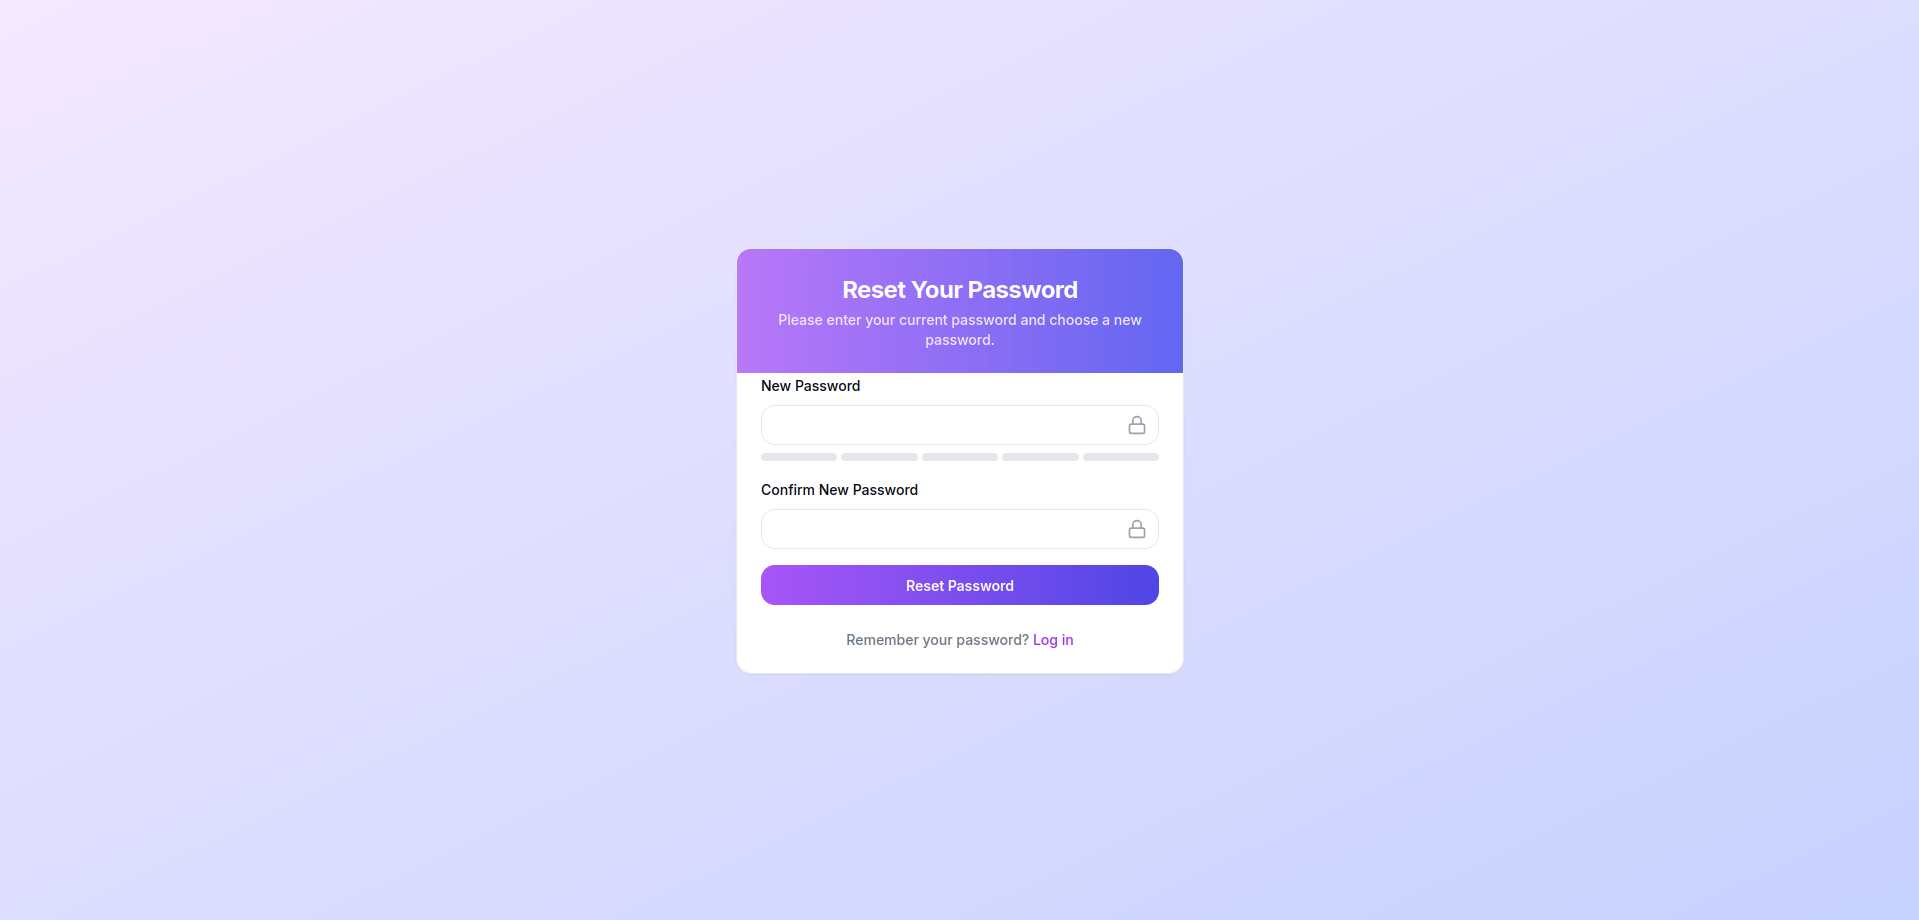 Reset Your Password
Please enter your current password and choose a new
password.
New Password
Confirm New Password
Reset Password
Remember your password? Log in